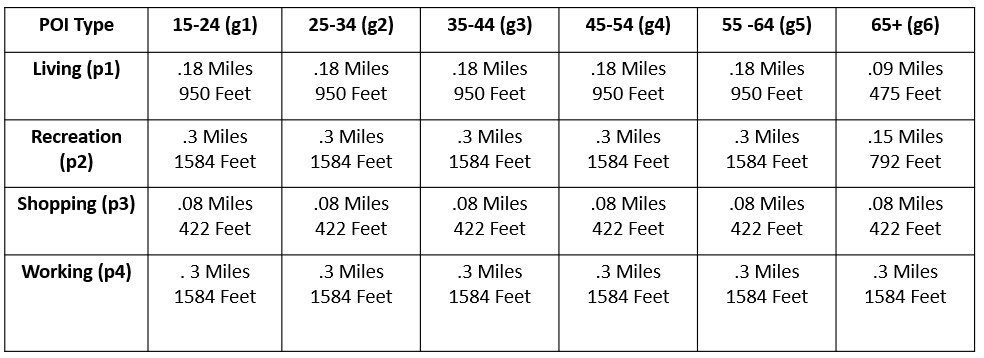 POI Type 15-24 (g1) 25-34 (g2) 35-44 (g3) 45-54 (g4) 55 -64 (g5) 65+ (g6)
Living (p1) .18 Miles .18 Miles .18 Miles .18 Miles .18 Miles .09 Miles
950 Feet 950 Feet 950 Feet 950 Feet 950 Feet 475 Feet
Recreation .3 Miles .3 Miles .3 Miles .3 Miles .3 Miles .15 Miles
(p2) 1584 Feet 1584 Feet 1584 Feet 1584 Feet 1584 Feet 792 Feet
Shopping (p3) .08 Miles .08 Miles .08 Miles .08 Miles .08 Miles .08 Miles
422 Feet 422 Feet 422 Feet 422 Feet 422 Feet 422 Feet
Working (p4) . 3 Miles .3 Miles .3 Miles .3 Miles .3 Miles .3 Miles
1584 Feet 1584 Feet 1584 Feet 1584 Feet 1584 Feet 1584 Feet